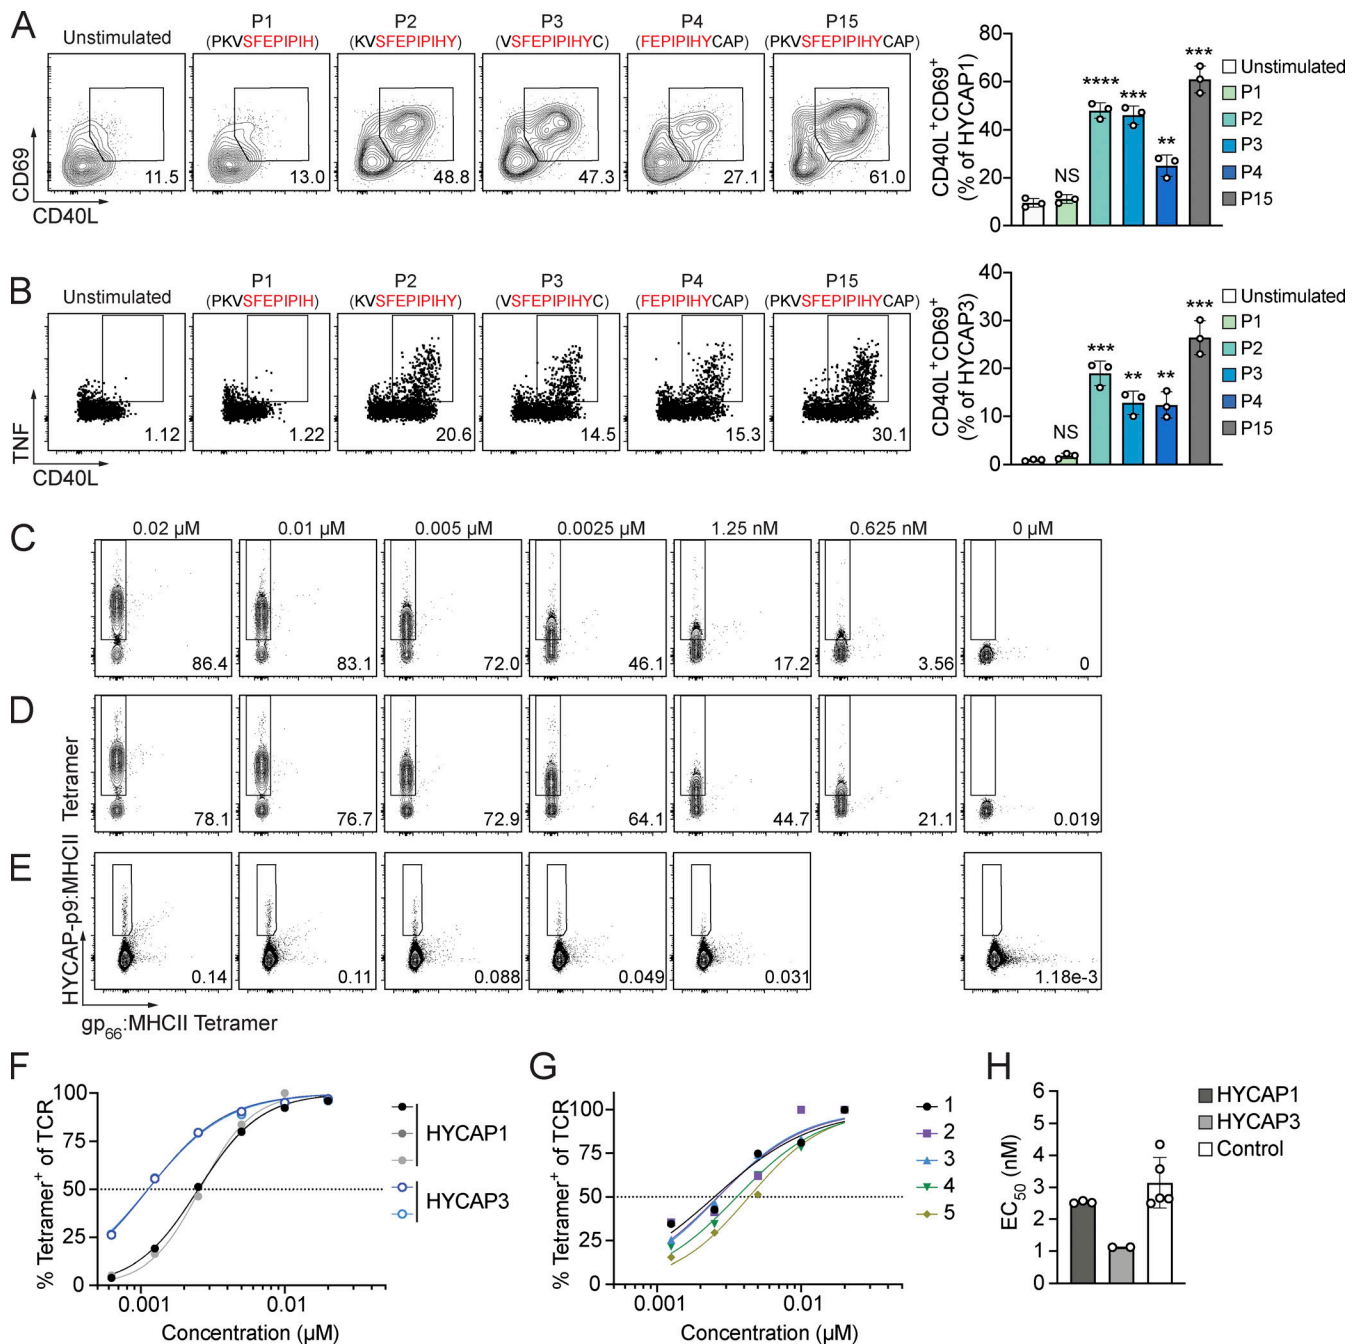 A
Unstimulated
P1
(PKVSFEPIPIH)
P2
(KVSFEPIPIHY)
P3
(VSFEPIPIHYC)
P4
(FEPIPIHYCAP)
P15
(PKVSFEPIPIHYCAP)
11.5
13.0
48.8
47.3
27.1
61.0
CD69
CD40L
CD40L+CD69+
(% of HYCAP1)
80
60
40
20
0
NS
****
***
**
***
Unstimulated
P1
P2
P3
P4
P15
B
Unstimulated
P1
(PKVSFEPIPIH)
P2
(KVSFEPIPIHY)
P3
(VSFEPIPIHYC)
P4
(FEPIPIHYCAP)
P15
(PKVSFEPIPIHYCAP)
1.12
1.22
20.6
14.5
15.3
30.1
TNF
CD40L
CD40L+CD69+
(% of HYCAP3)
40
30
20
10
0
NS
***
**
**
***
Unstimulated
P1
P2
P3
P4
P15
C
0.02 µM
0.01 µM
0.005 µM
0.0025 µM
1.25 nM
0.625 nM
0 µM
86.4
83.1
72.0
46.1
17.2
3.56
0
D
78.1
76.7
72.9
64.1
44.7
21.1
0.019
E
0.14
0.11
0.088
0.049
0.031
1.18e-3
HYCAP-p9:MHCII Tetramer
gp66:MHCII Tetramer
F
% Tetramer+ of TCR
100
75
50
25
0
0.001
0.01
Concentration (µM)
HYCAP1
HYCAP3
G
% Tetramer+ of TCR
100
75
50
25
0
0.001
0.01
Concentration (µM)
1
2
3
4
5
H
EC50 (nM)
6
5
4
3
2
1
0
HYCAP1
HYCAP3
Control